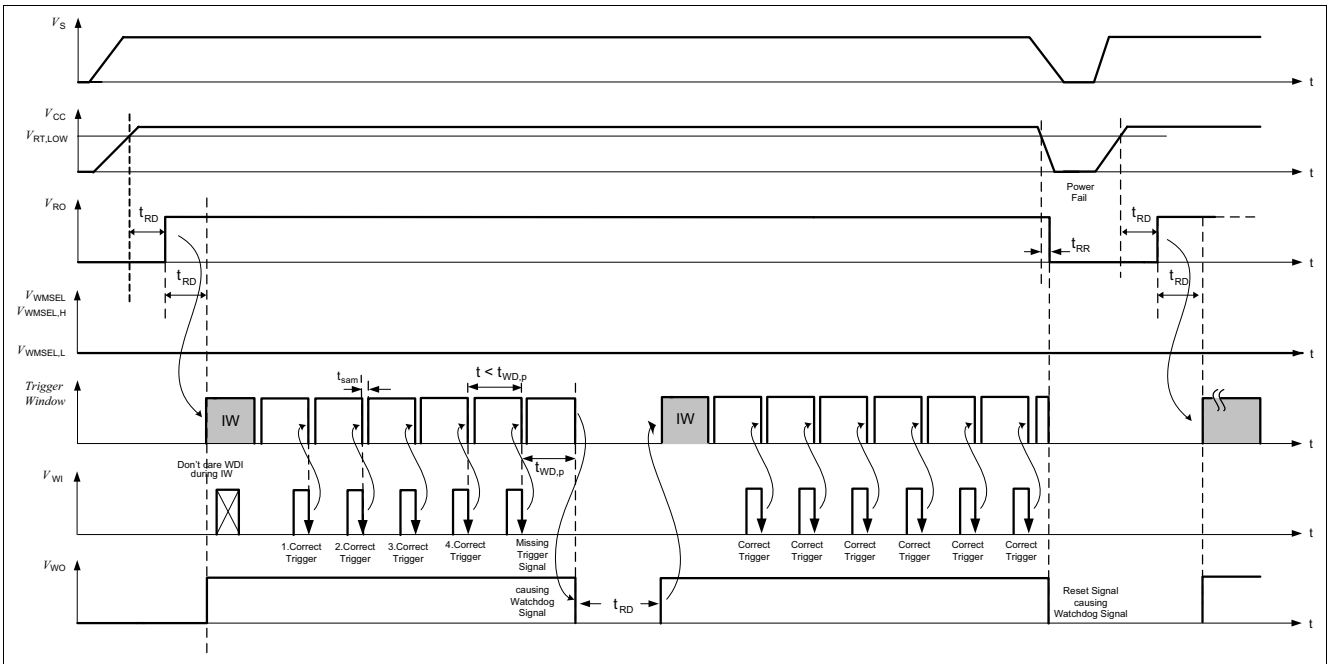 VS
t
VCC
VRT,LOW
t
Power
Fail
VRO
tRD
tRR
tRD
t
tRD
tRD
VWMSEL
VWMSEL,H
VWMSEL,L
t
Trigger
Window
tsam
t < tWD,p
IW
IW
t
tWD,p
Don't care WDI
during IW
VWI
t
1.Correct
Trigger
2.Correct
Trigger
3.Correct
Trigger
4.Correct
Trigger
Missing
Trigger
Signal
Correct
Trigger
Correct
Trigger
Correct
Trigger
Correct
Trigger
Correct
Trigger
Correct
Trigger
VWO
causing
Watchdog
Signal
tRD
Reset Signal
causing
Watchdog Signal
t